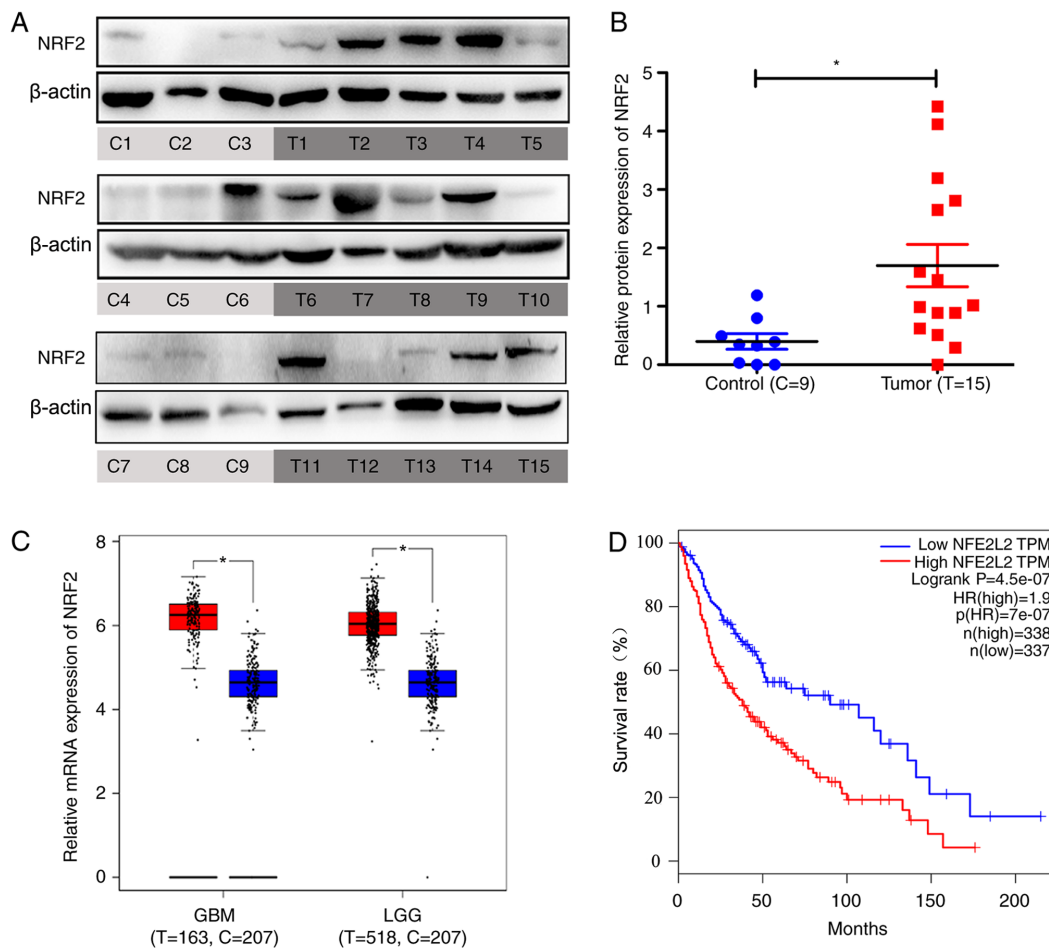 A
NRF2
β-actin
C1 C2 C3 T1 T2 T3 T4 T5
NRF2
β-actin
C4 C5 C6 T6 T7 T8 T9 T10
NRF2
β-actin
C7 C8 C9 T11 T12 T13 T14 T15
B
Relative protein expression of NRF2
5
4
3
2
1
0
*
Control (C=9) Tumor (T=15)
C
Relative mRNA expression of NRF2
8
6
4
2
0
* *
GBM LGG
(T=163, C=207) (T=518, C=207)
D
Survival rate (%)
100
80
60
40
20
0
Low NFE2L2 TPM
High NFE2L2 TPM
Logrank P=4.5e-07
HR(high)=1.9
p(HR)=7e-07
n(high)=338
n(low)=337
0 50 100 150 200
Months